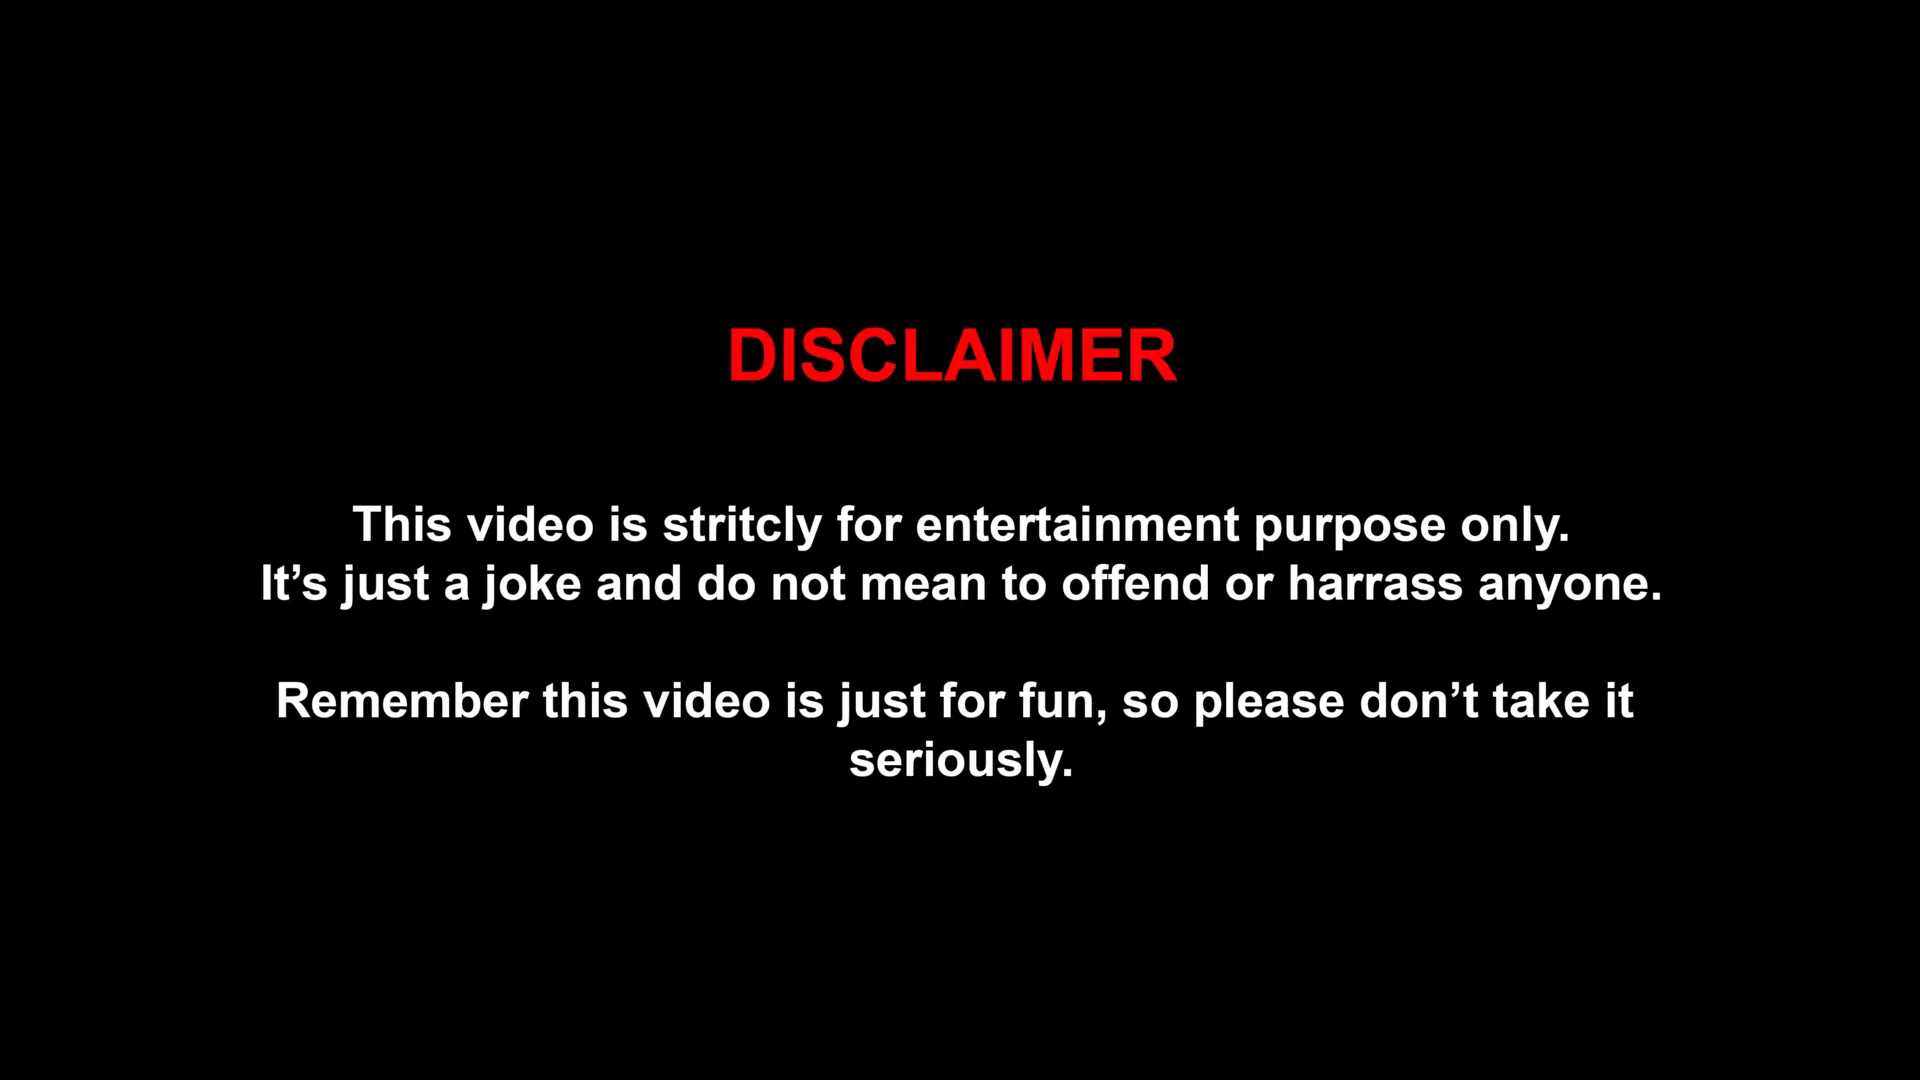 DISCLAIMER
This video is stritcly for entertainment purpose only.
It’s just a joke and do not mean to offend or harrass anyone.
Remember this video is just for fun, so please don’t take it
seriously.